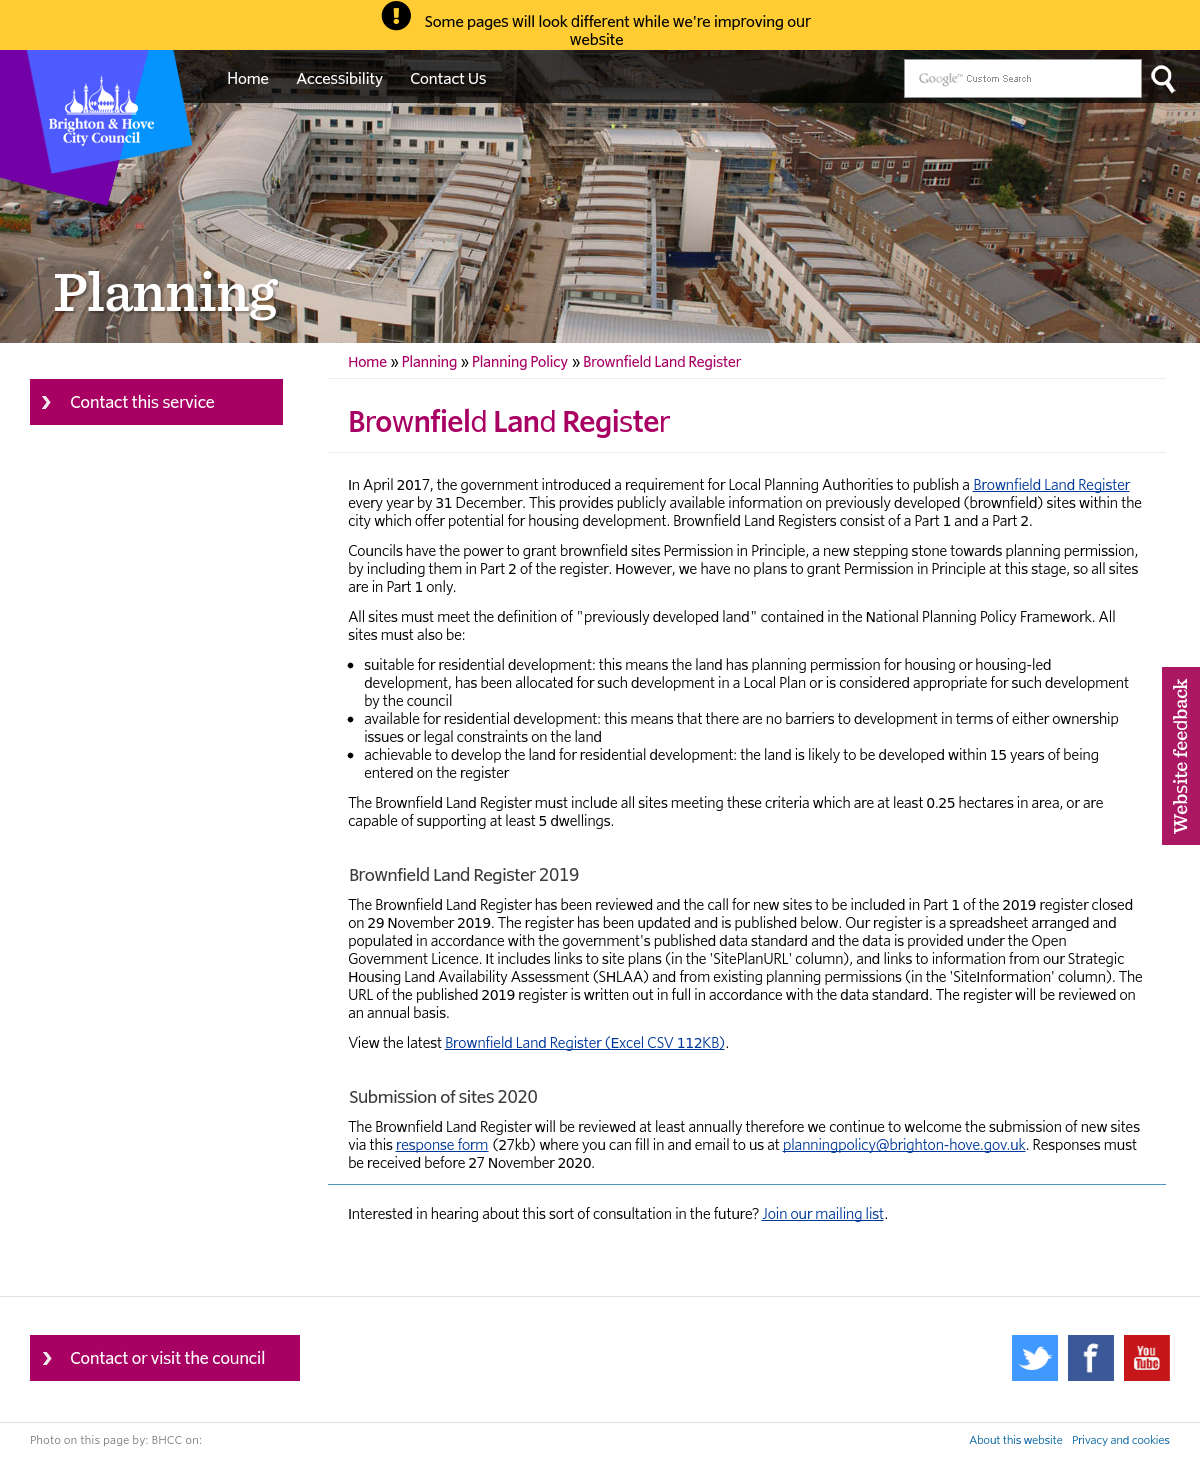 Some pages will look different while we're improving our
website
Home Accessibility Contact Us
Google™ Custom Search
Brighton & Hove
City Council
Planning
Home » Planning » Planning Policy » Brownfield Land Register
Contact this service
Brownfield Land Register
In April 2017, the government introduced a requirement for Local Planning Authorities to publish a Brownfield Land Register
every year by 31 December. This provides publicly available information on previously developed (brownfield) sites within the
city which offer potential for housing development. Brownfield Land Registers consist of a Part 1 and a Part 2.
Councils have the power to grant brownfield sites Permission in Principle, a new stepping stone towards planning permission,
by including them in Part 2 of the register. However, we have no plans to grant Permission in Principle at this stage, so all sites
are in Part 1 only.
All sites must meet the definition of "previously developed land" contained in the National Planning Policy Framework. All
sites must also be:
• suitable for residential development: this means the land has planning permission for housing or housing-led
development, has been allocated for such development in a Local Plan or is considered appropriate for such development
by the council
• available for residential development: this means that there are no barriers to development in terms of either ownership
issues or legal constraints on the land
• achievable to develop the land for residential development: the land is likely to be developed within 15 years of being
entered on the register
Website feedback
The Brownfield Land Register must include all sites meeting these criteria which are at least 0.25 hectares in area, or are
capable of supporting at least 5 dwellings.
Brownfield Land Register 2019
The Brownfield Land Register has been reviewed and the call for new sites to be included in Part 1 of the 2019 register closed
on 29 November 2019. The register has been updated and is published below. Our register is a spreadsheet arranged and
populated in accordance with the government's published data standard and the data is provided under the Open
Government Licence. It includes links to site plans (in the 'SitePlanURL' column), and links to information from our Strategic
Housing Land Availability Assessment (SHLAA) and from existing planning permissions (in the 'SiteInformation' column). The
URL of the published 2019 register is written out in full in accordance with the data standard. The register will be reviewed on
an annual basis.
View the latest Brownfield Land Register (Excel CSV 112KB).
Submission of sites 2020
The Brownfield Land Register will be reviewed at least annually therefore we continue to welcome the submission of new sites
via this response form (27kb) where you can fill in and email to us at planningpolicy@brighton-hove.gov.uk. Responses must
be received before 27 November 2020.
Interested in hearing about this sort of consultation in the future? Join our mailing list.
Contact or visit the council
You
Tube
Photo on this page by: BHCC on:
About this website Privacy and cookies